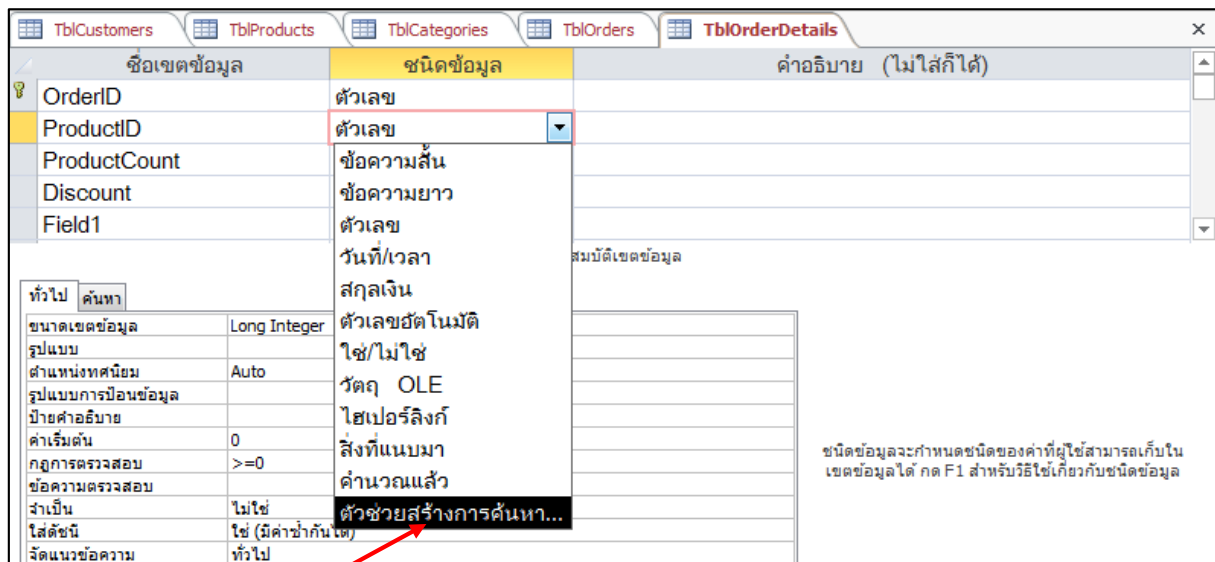 TblCustomers TblProducts TblCategories TblOrders TblOrderDetails
ชื่อเขตข้อมูล ชนิดข้อมูล คำอธิบาย (ไม่ใส่ก็ได้)
OrderID ตัวเลข
ProductID ตัวเลข
ProductCount ข้อความสั้น
Discount ข้อความยาว
Field1 ตัวเลข
วันที่/เวลา สมบัติเขตข้อมูล
สกุลเงิน
ทั่วไป ค้นหา
ขนาดเขตข้อมูล Long Integer ตัวเลขอัตโนมัติ
รูปแบบ ใช่/ไม่ใช่
ตำแหน่งทศนิยม Auto วัตถุ OLE
รูปแบบการป้อนข้อมูล
ป้ายคำอธิบาย ไฮเปอร์ลิงก์
ค่าเริ่มต้น 0 สิ่งที่แนบมา
กฎการตรวจสอบ >=0
ข้อความตรวจสอบ คำนวณแล้ว
จำเป็น ไม่ใช่ ตัวช่วยสร้างการค้นหา...
ใส่ดัชนี ใช่ (มีค่าซ้ำกันได้)
จัดแนวข้อความ ทั่วไป
ชนิดข้อมูลจะกำหนดชนิดของค่าที่ผู้ใช้สามารถเก็บใน
เขตข้อมูลได้ กด F1 สำหรับวิธีใช้เกี่ยวกับชนิดข้อมูล